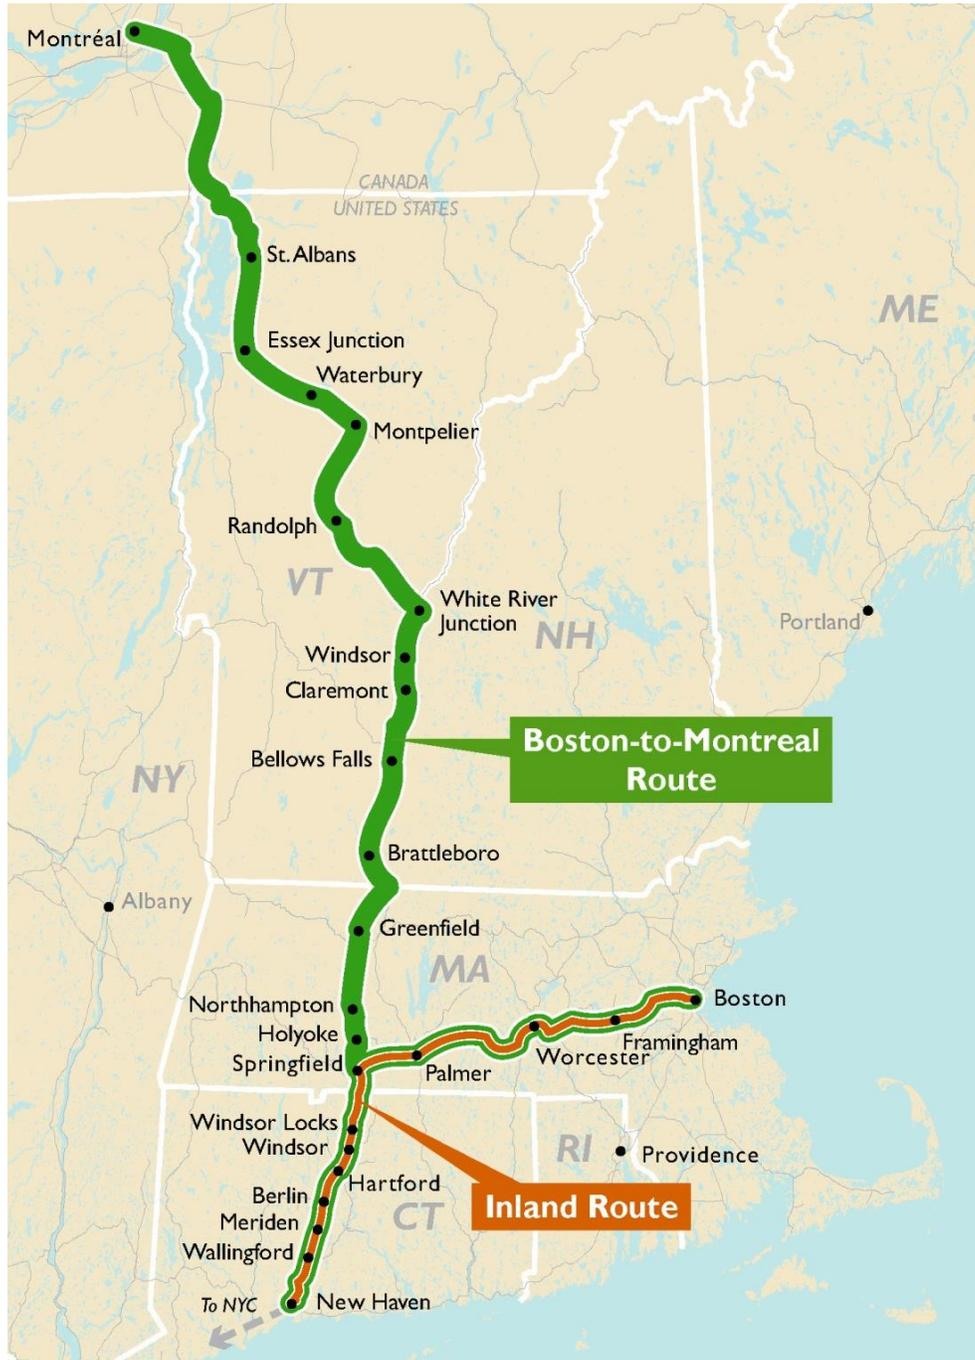 Montréal
CANADA
UNITED STATES
St. Albans
ME
Essex Junction
Waterbury
Montpelier
Randolph
VT
White River
Junction
Portland
NH
Windsor
Claremont
Boston-to-Montreal
Route
Bellows Falls
NY
Brattleboro
Albany
Greenfield
MA
Northhampton
Boston
Holyoke
Framingham
Springfield
Worcester
Palmer
Windsor Locks
Windsor
RI
Providence
Hartford
Berlin
Inland Route
Meriden
CT
Wallingford
To NYC
New Haven